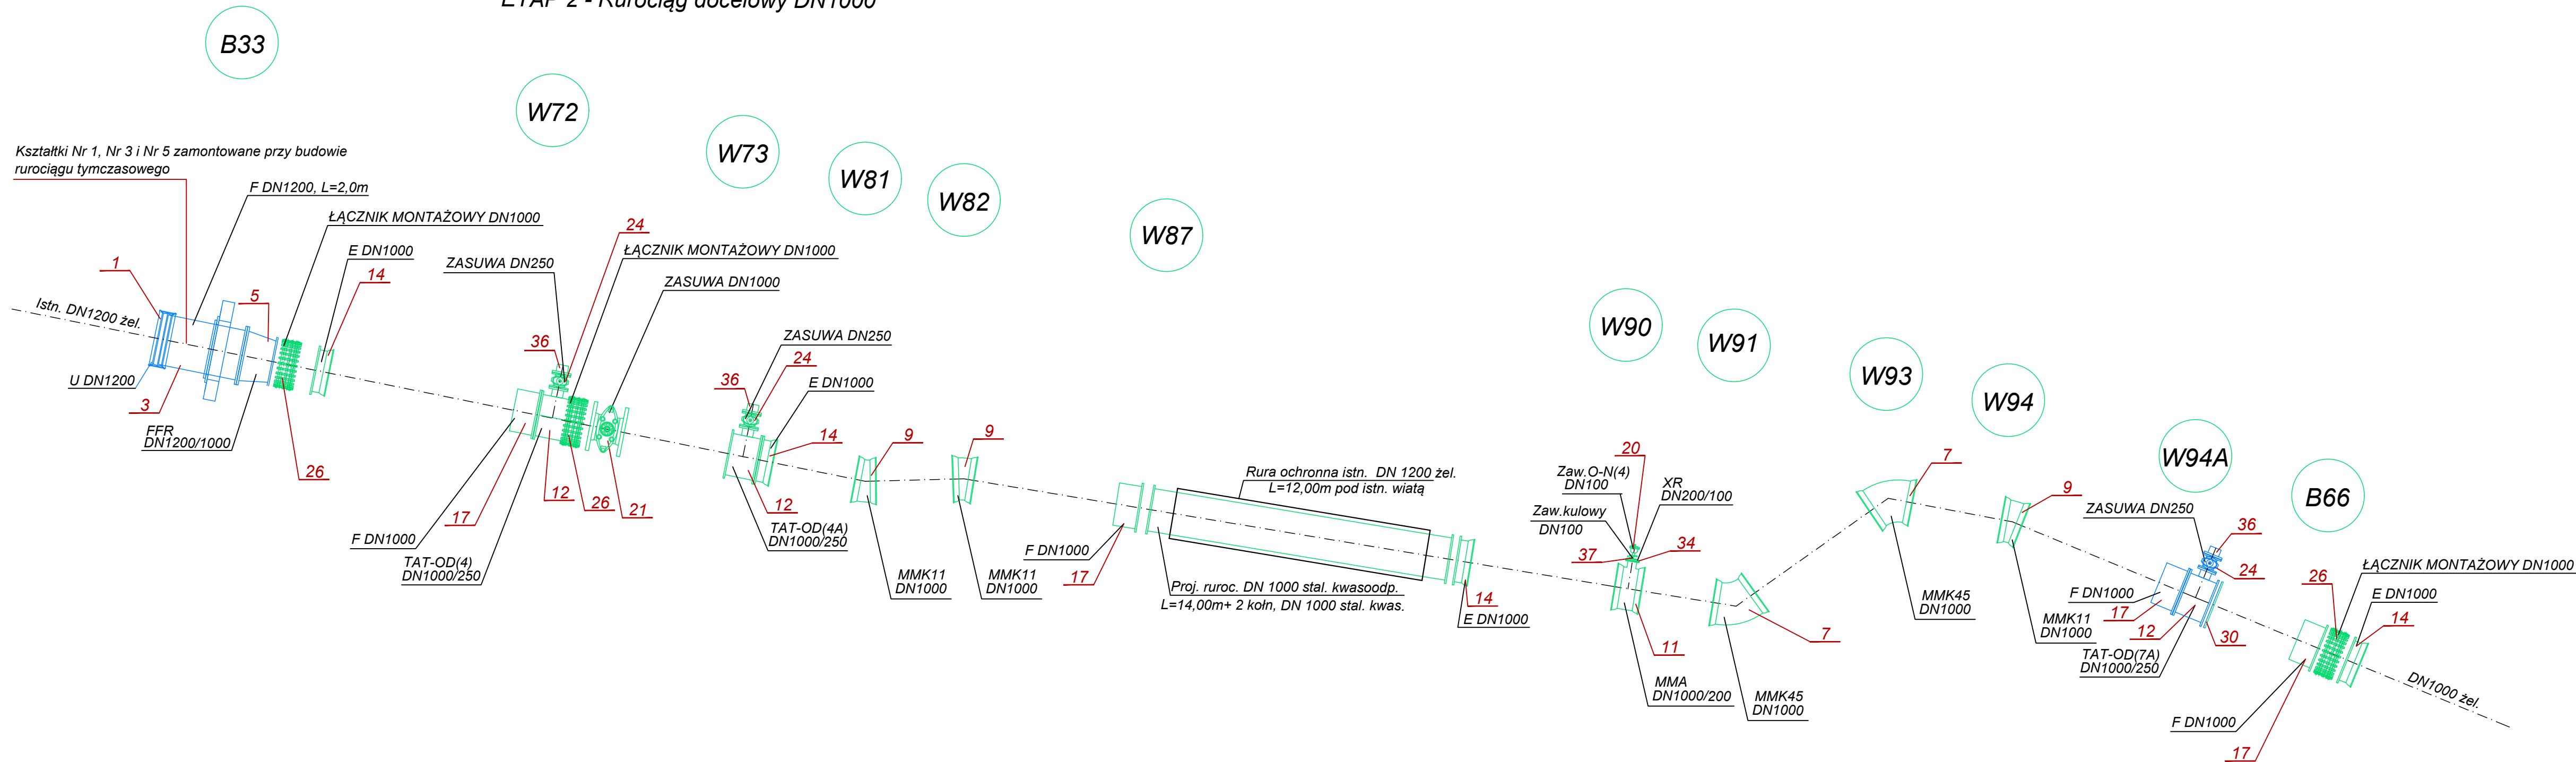 ETAP 2 - Rurociąg docelowy DN1000
B33
W72
W73
W81
W82
W87
W90
W91
W93
W94
W94A
B66
Kształtki Nr 1, Nr 3 i Nr 5 zamontowane przy budowie
rurociągu tymczasowego
F DN1200, L=2,0m
ŁĄCZNIK MONTAŻOWY DN1000
E DN1000
14
1
5
Istn. DN1200 żel.
U DN1200
3
FFR
DN1200/1000
26
24
ŁĄCZNIK MONTAŻOWY DN1000
ZASUWA DN250
ZASUWA DN1000
36
F DN1000
17
TAT-OD(4)
DN1000/250
12
26
21
ZASUWA DN250
24
36
E DN1000
14
12
TAT-OD(4A)
DN1000/250
9
MMK11
DN1000
9
MMK11
DN1000
F DN1000
17
Rura ochronna istn. DN 1200 żel.
L=12,00m pod istn. wiatą
Proj. ruroc. DN 1000 stal. kwasoodp.
L=14,00m+ 2 kołn, DN 1000 stal. kwas.
14
E DN1000
20
Zaw.O-N(4)
DN100
XR
DN200/100
Zaw.kulowy
DN100
37
34
11
MMA
DN1000/200
7
MMK45
DN1000
7
MMK45
DN1000
9
MMK11
DN1000
ZASUWA DN250
36
24
F DN1000
17
12
30
TAT-OD(7A)
DN1000/250
26
ŁĄCZNIK MONTAŻOWY DN1000
E DN1000
14
F DN1000
17
DN1000 żel.